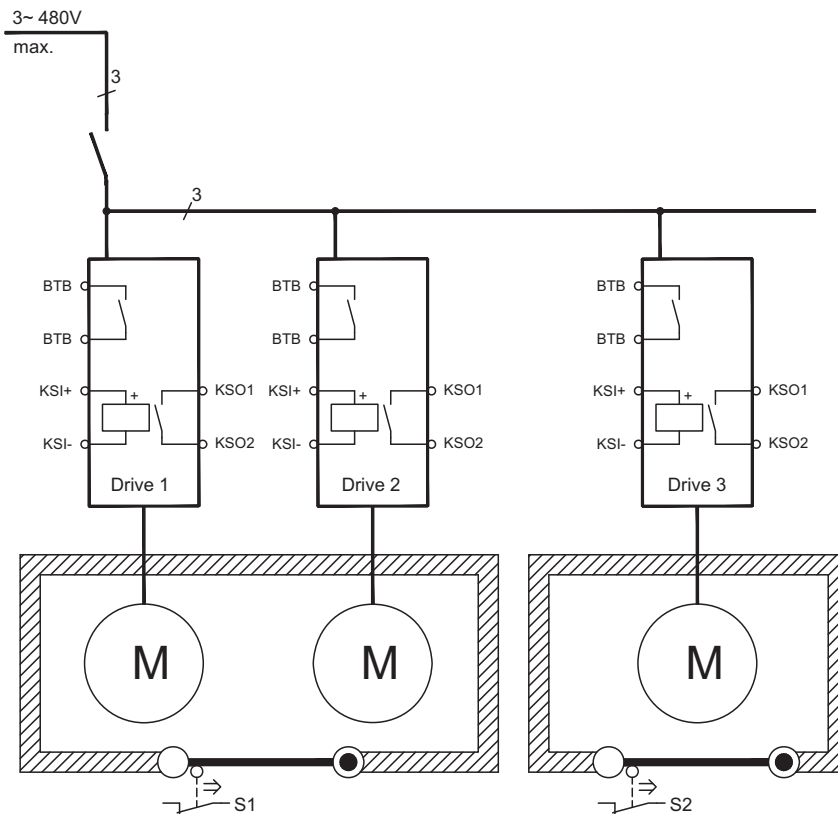 3~ 480V
max.
3
3
BTB
BTB
BTB
BTB
BTB
BTB
KSI+
+
KSO1
KSI+
+
KSO1
KSI+
+
KSO1
KSI-
KSO2
KSI-
KSO2
KSI-
KSO2
Drive 1
Drive 2
Drive 3
M
M
M
S1
S2